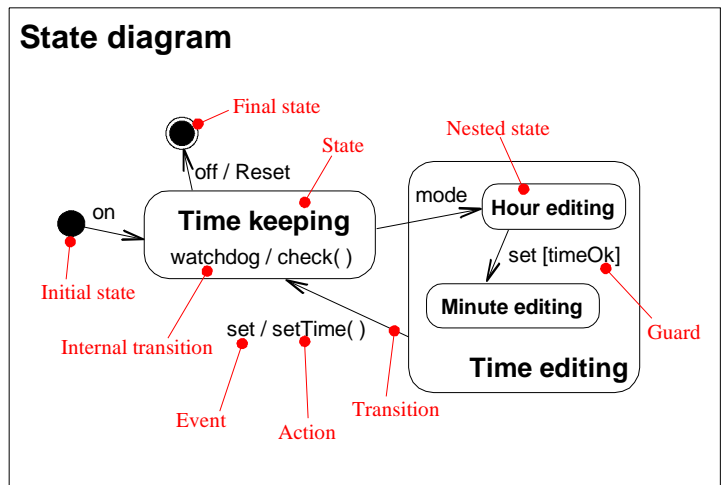 State diagram
Final state
Nested state
State
off / Reset
mode
on
Time keeping
Hour editing
watchdog / check( )
set [timeOk]
Initial state
Minute editing
Guard
Internal transition
set / setTime( )
Time editing
Event
Action
Transition